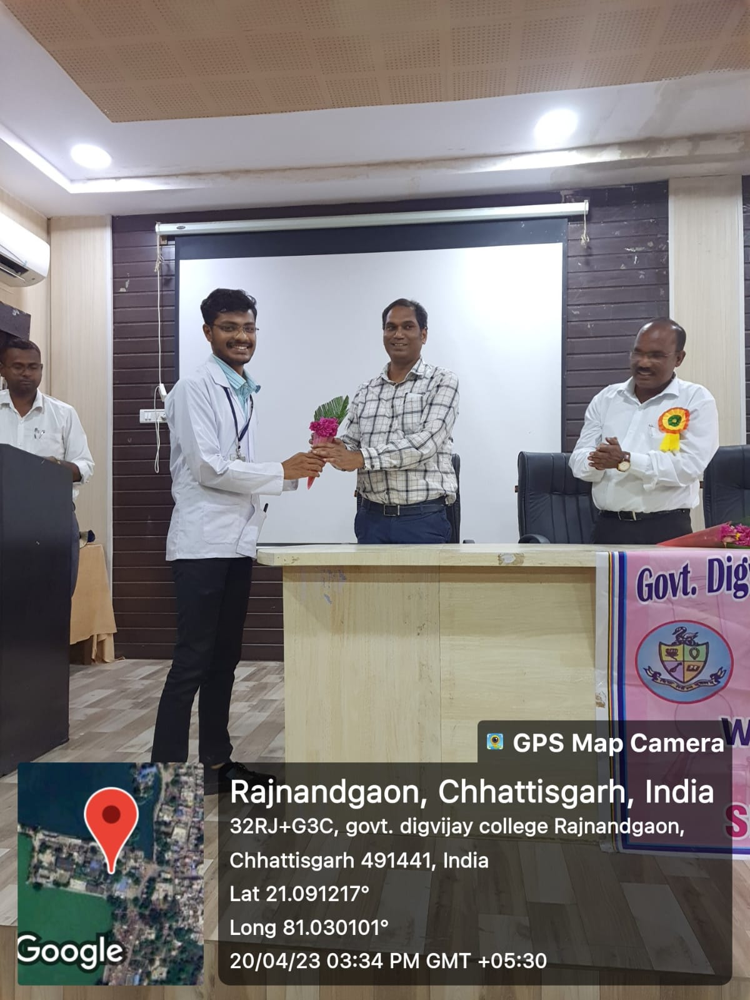 Govt. Dig
W
S
GPS Map Camera
Rajnandgaon, Chhattisgarh, India
32RJ+G3C, govt. digvijay college Rajnandgaon,
Chhattisgarh 491441, India
Lat 21.091217°
Long 81.030101°
20/04/23 03:34 PM GMT +05:30
Google